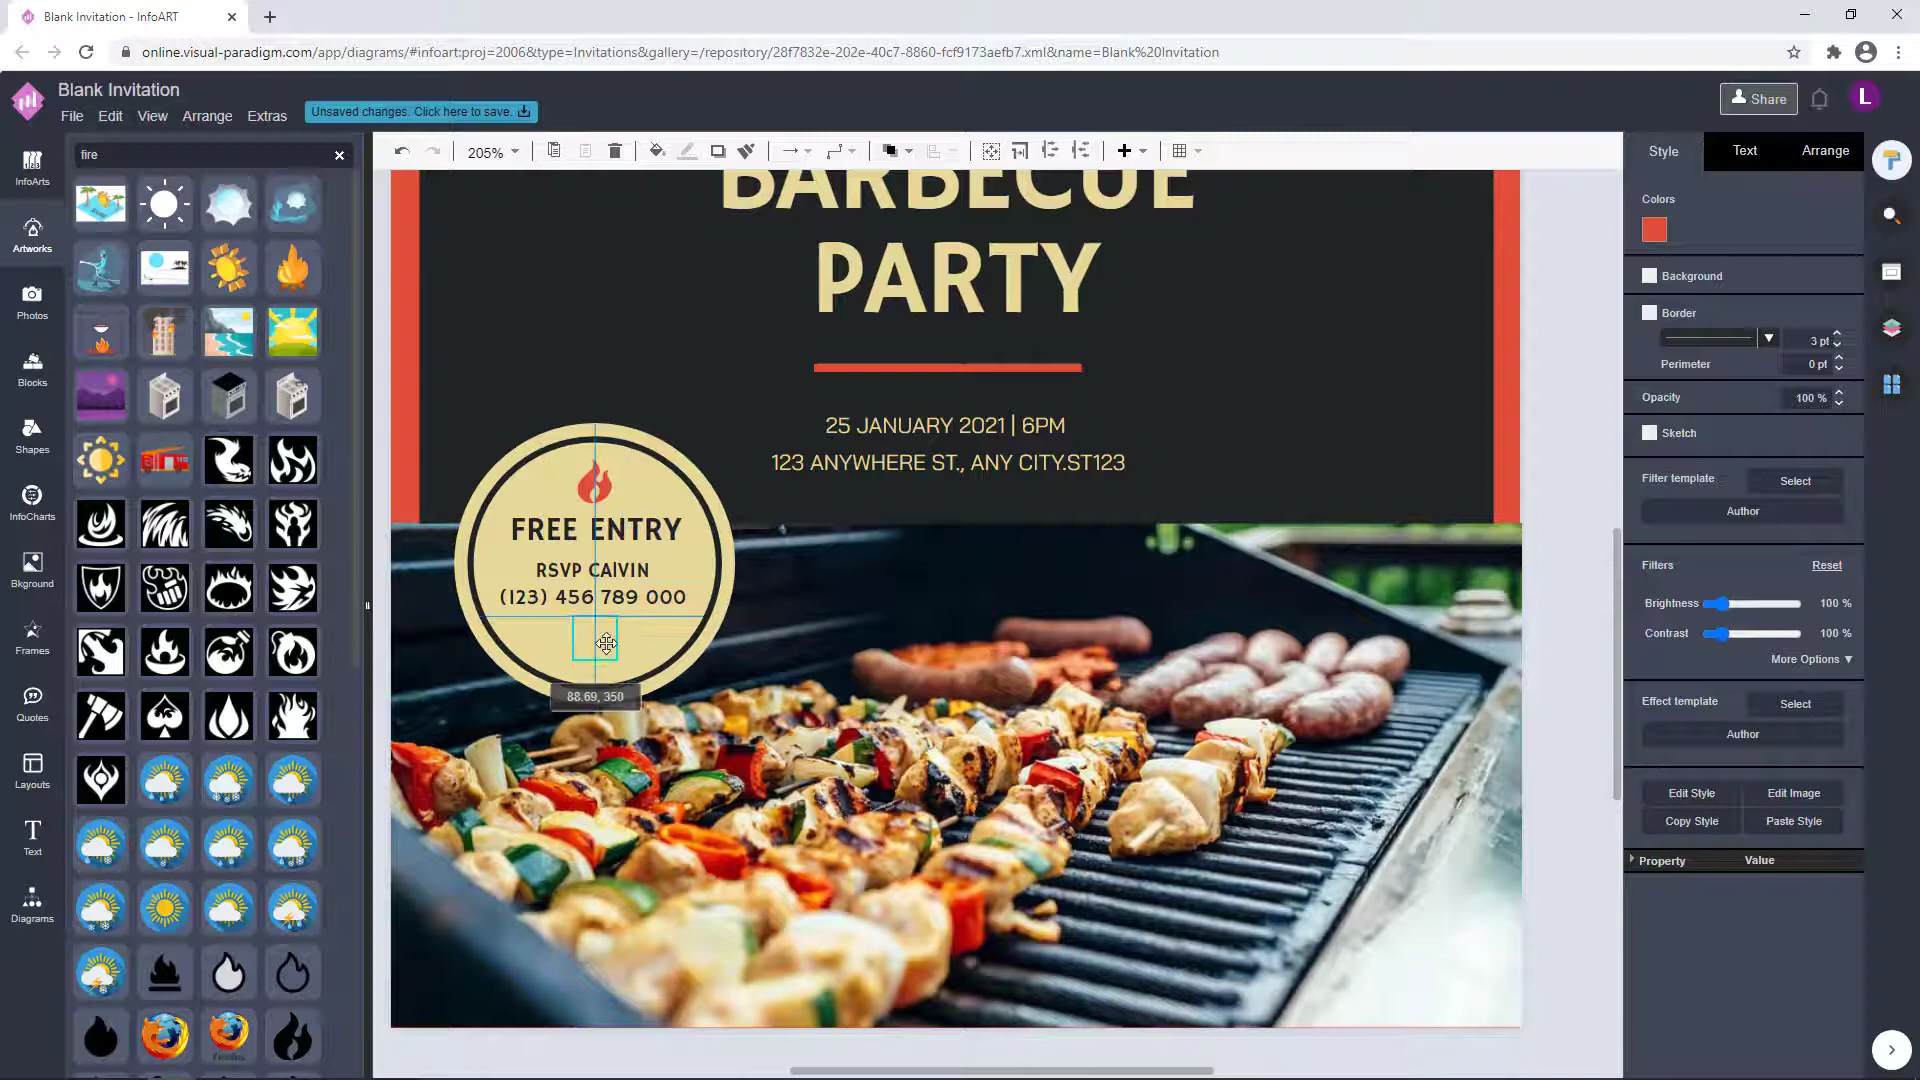 Blank Invitation - InfoART
online.visual-paradigm.com/app/diagrams/#infoart:proj=2006&type=Invitations&gallery=/repository/28f7832e-202e-40c7-8860-fcf9173aefb7.xml&name=Blank%20Invitation
Blank Invitation
File Edit View Arrange Extras
Unsaved changes. Click here to save.
Share
L
fire
205%
Style Text Arrange
InfoArts
Artworks
Photos
Blocks
Shapes
InfoCharts
Bkground
Frames
Quotes
Layouts
Text
Diagrams
BARBECUE
PARTY
25 JANUARY 2021 | 6PM
123 ANYWHERE ST., ANY CITY.ST123
FREE ENTRY
RSVP CAlVIN
(123) 456 789 000
88.69, 350
Colors
Background
Border
3 pt
Perimeter 0 pt
Opacity 100 %
Sketch
Filter template Select
Author
Filters Reset
Brightness 100 %
Contrast 100 %
More Options ▼
Effect template Select
Author
Edit Style Edit Image
Copy Style Paste Style
Property Value